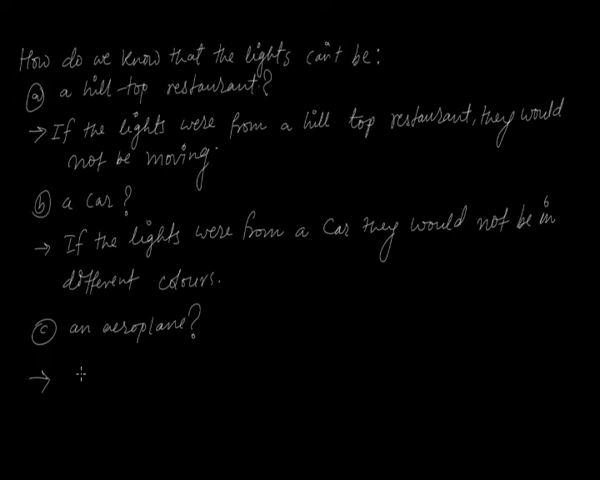 How do we know that the lights can't be:
(a) a hill-top restaurant?
→ If the lights were from a hill top restaurant, they would
not be moving.
(b) a car?
→ If the lights were from a car they would not be in
different colours.
(c) an aeroplane?
→